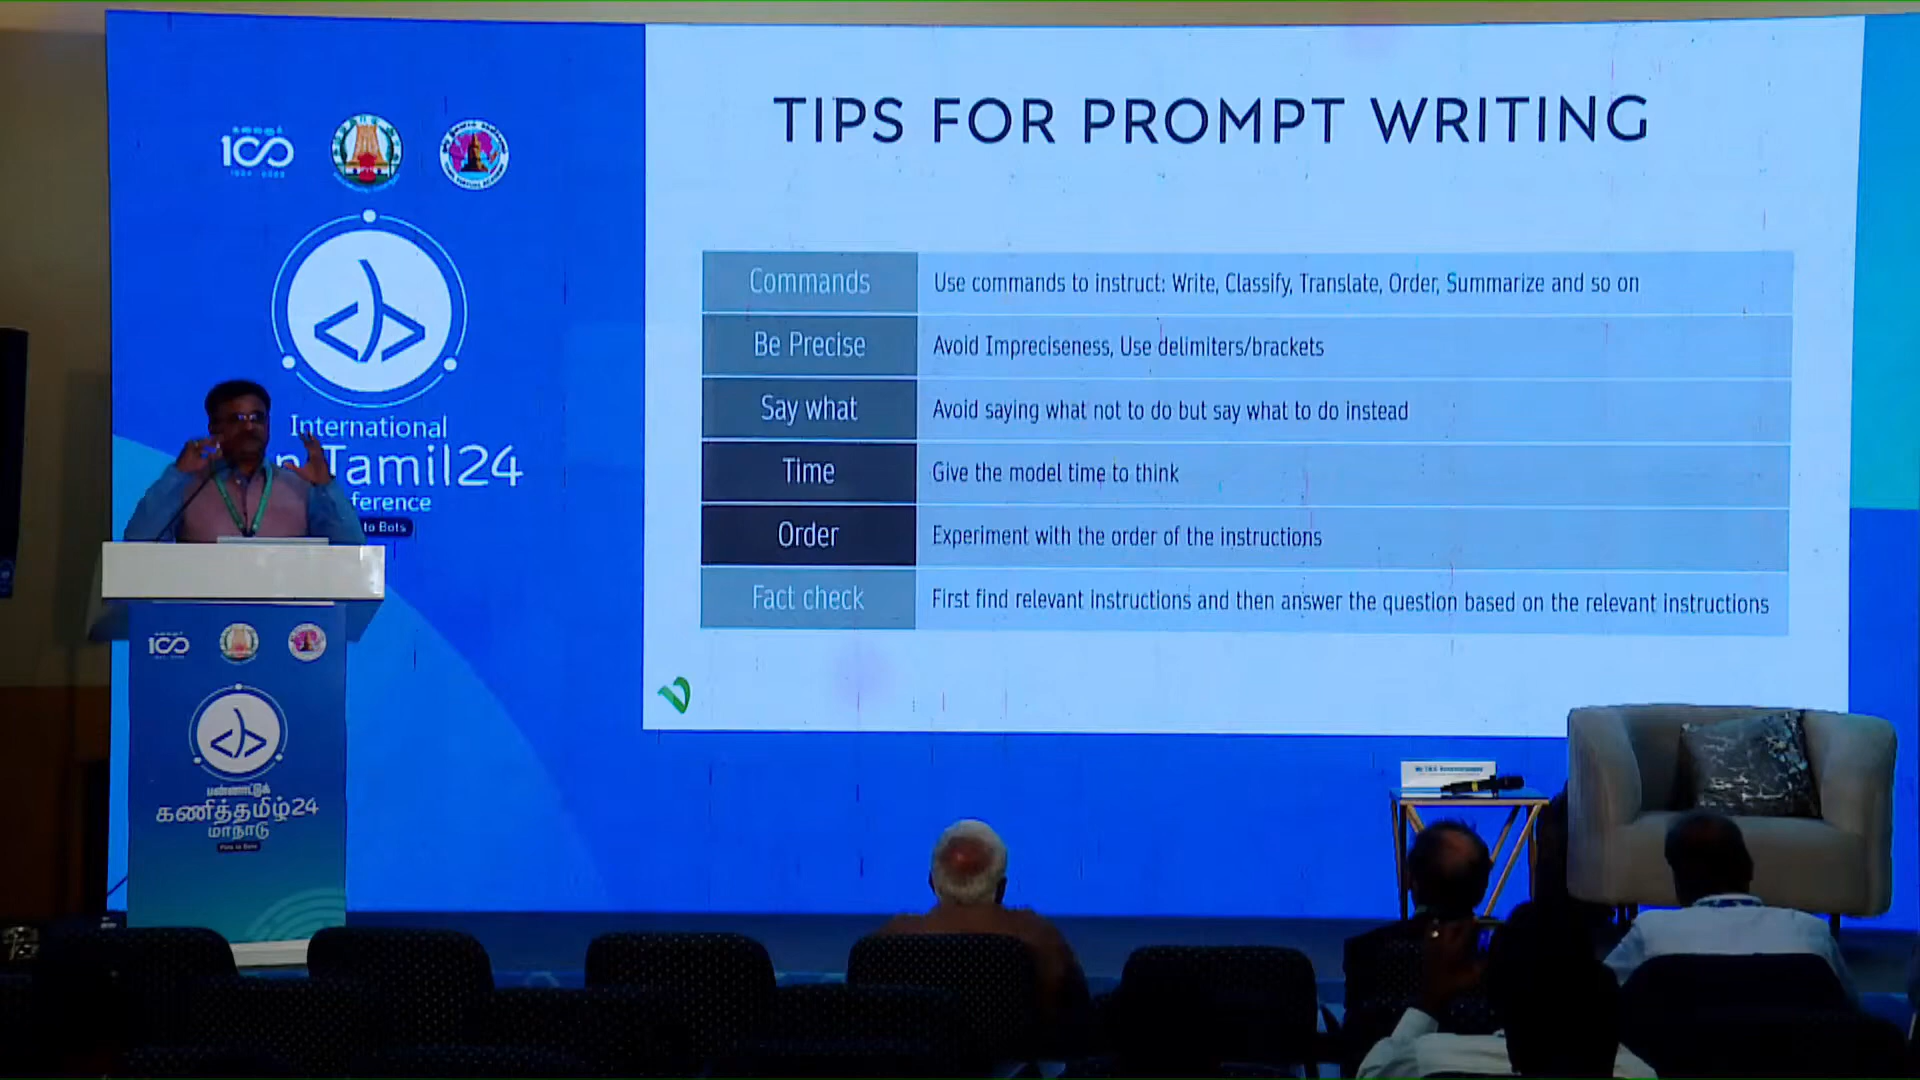 TIPS FOR PROMPT WRITING
Commands Use commands to instruct: Write, Classify, Translate, Order, Summarize and so on
Be Precise Avoid Impreciseness, Use delimiters/brackets
Say what Avoid saying what not to do but say what to do instead
Time Give the model time to think
Order Experiment with the order of the instructions
Fact check First find relevant instructions and then answer the question based on the relevant instructions
100
International
Tamil24
ference
to Bots
100
பன்னாட்டுக்
கணித்தமிழ்24
மாநாடு